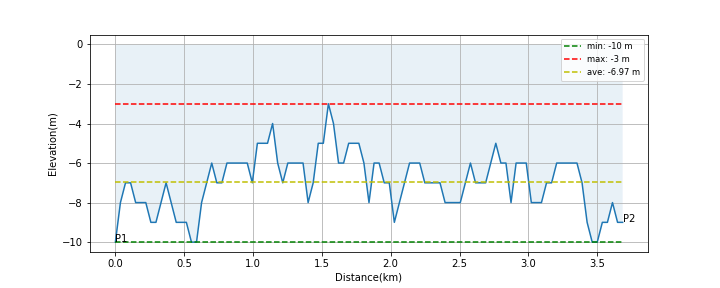 min: -10 m
max: -3 m
ave: -6.97 m
Elevation(m)
0
−2
−4
−6
−8
−10
P1
P2
0.0 0.5 1.0 1.5 2.0 2.5 3.0 3.5
Distance(km)